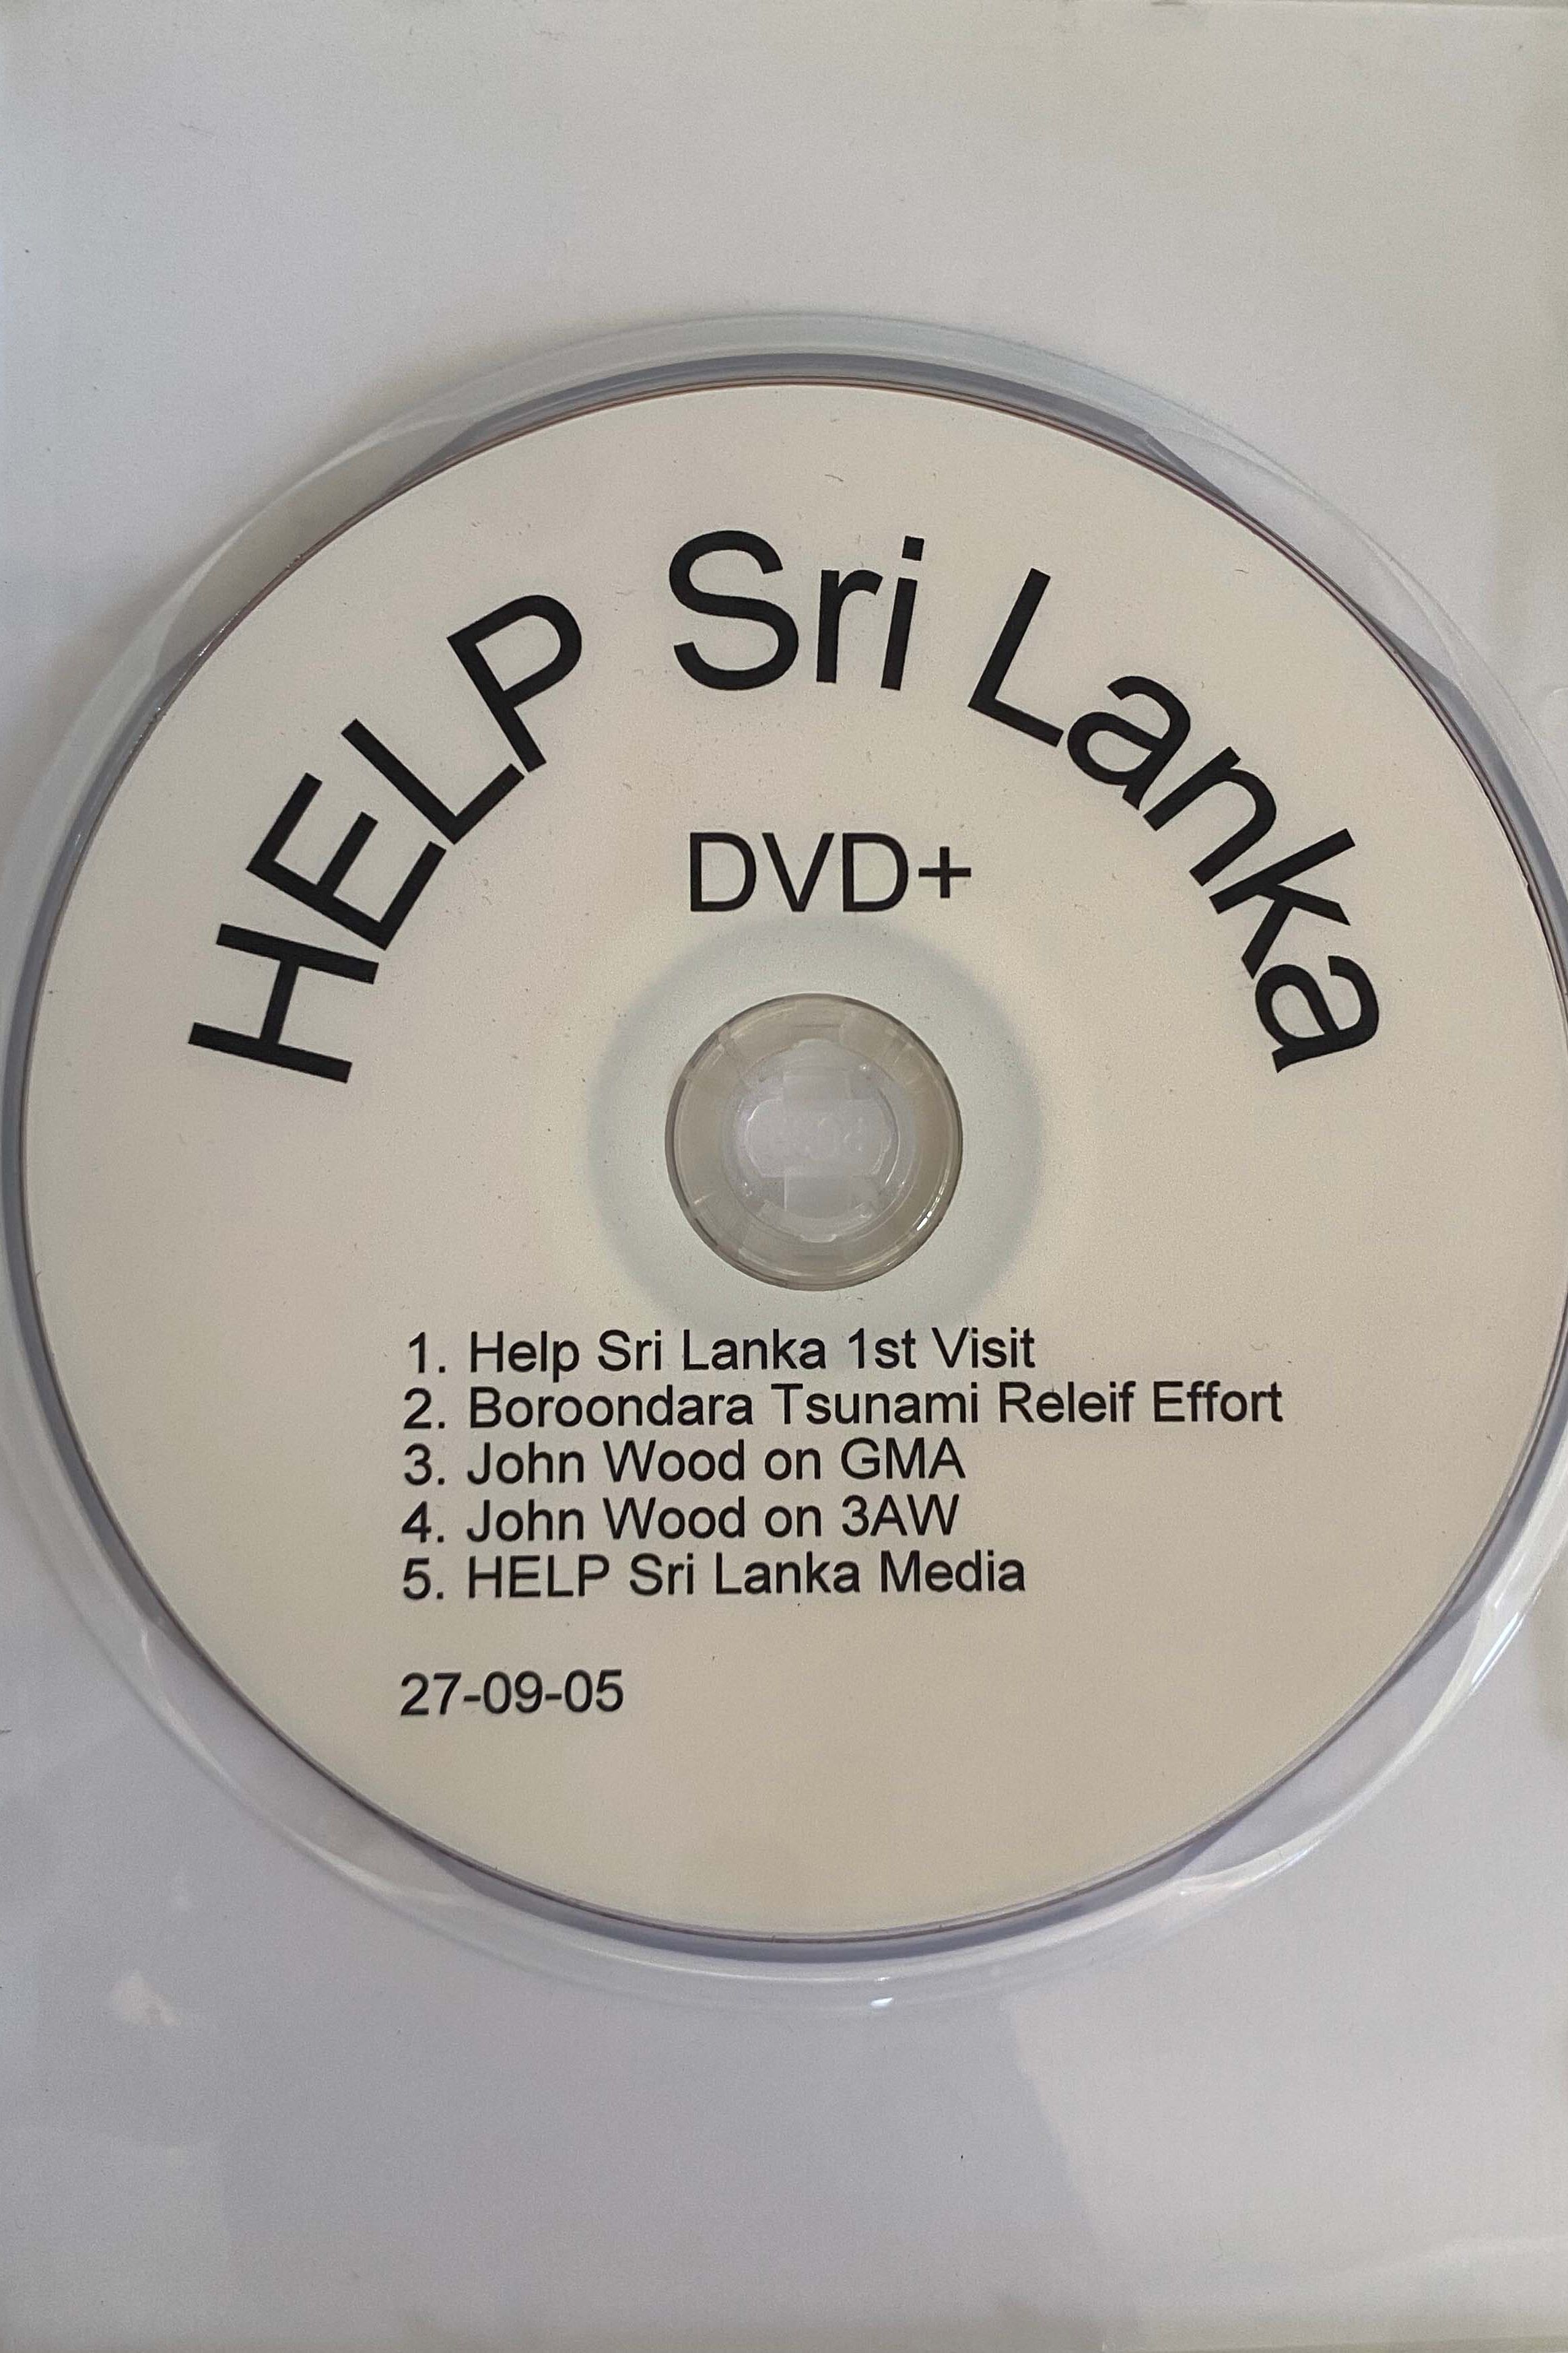 HELP Sri Lanka
DVD+
1. Help Sri Lanka 1st Visit
2. Boroondara Tsunami Releif Effort
3. John Wood on GMA
4. John Wood on 3AW
5. HELP Sri Lanka Media
27-09-05